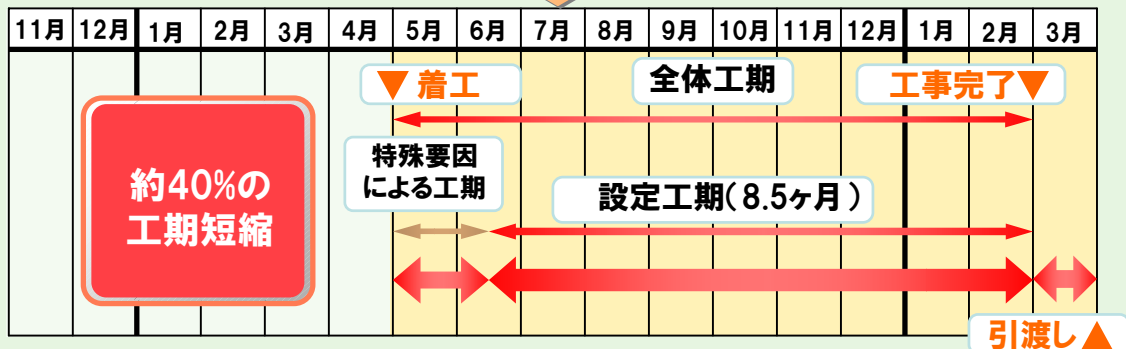 11月 12月 1月 2月 3月 4月 5月 6月 7月 8月 9月 10月 11月 12月 1月 2月 3月
▼着工
全体工期
工事完了▼
特殊要因
による工期
約40%の
工期短縮
設定工期(8.5ヶ月)
引渡し▲